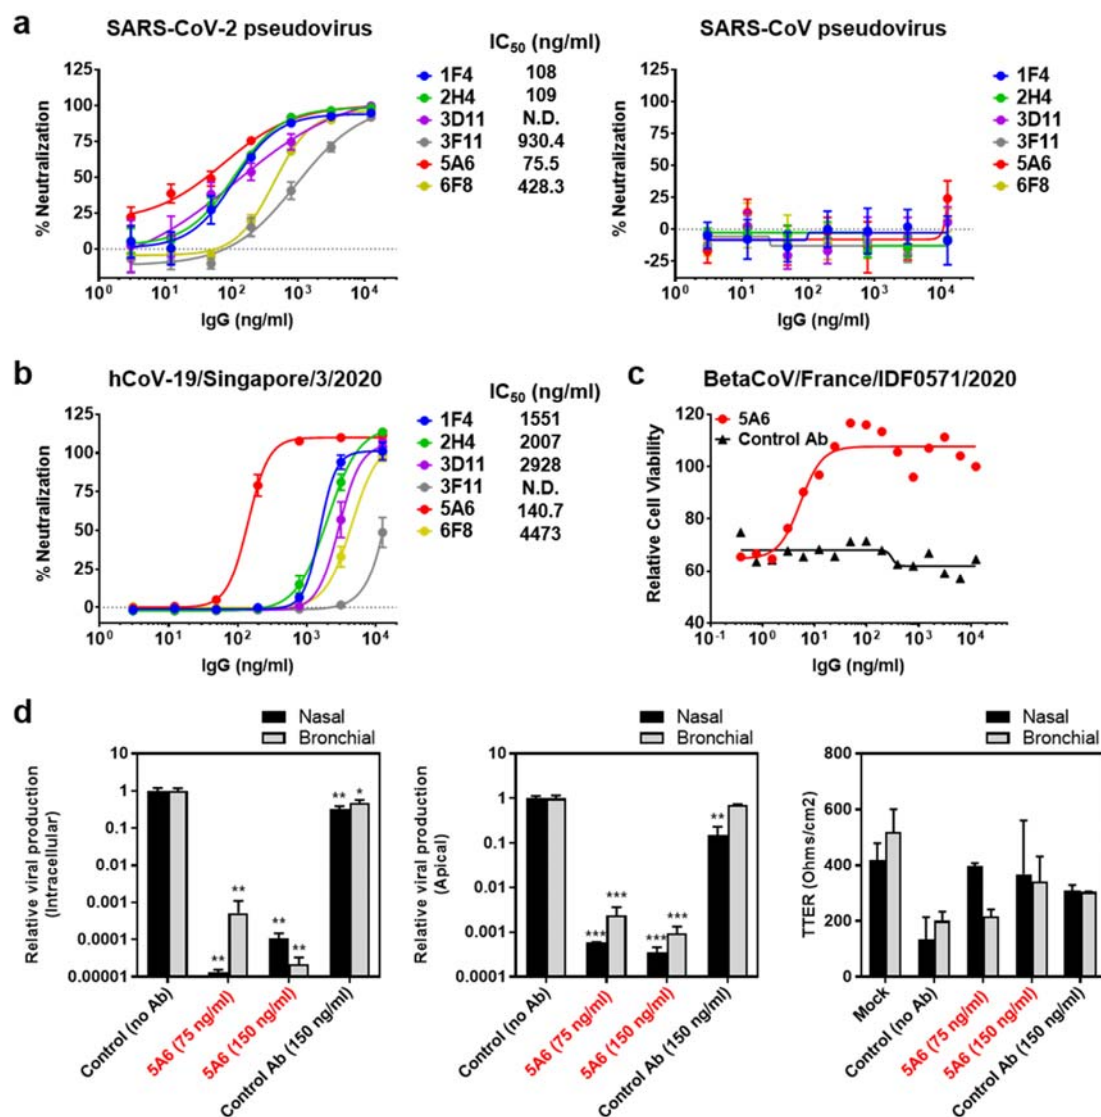 a
SARS-CoV-2 pseudovirus
IC50 (ng/ml)
SARS-CoV pseudovirus
% Neutralization
125
100
75
50
25
0
10^0 10^1 10^2 10^3 10^4
IgG (ng/ml)
1F4 108
2H4 109
3D11 N.D.
3F11 930.4
5A6 75.5
6F8 428.3
% Neutralization
125
100
75
50
25
0
-25
10^0 10^1 10^2 10^3 10^4
IgG (ng/ml)
1F4
2H4
3D11
3F11
5A6
6F8
b
hCoV-19/Singapore/3/2020
IC50 (ng/ml)
% Neutralization
125
100
75
50
25
0
10^0 10^1 10^2 10^3 10^4
IgG (ng/ml)
1F4 1551
2H4 2007
3D11 2928
3F11 N.D.
5A6 140.7
6F8 4473
c
BetaCoV/France/IDF0571/2020
Relative Cell Viability
120
100
80
60
40
5A6
Control Ab
10^-1 10^0 10^1 10^2 10^3 10^4
IgG (ng/ml)
d
Nasal
Bronchial
Relative viral production
(Intracellular)
10
1
0.1
0.01
0.001
0.0001
0.00001
** ** ** ** ** *
Control (no Ab)
5A6 (75 ng/ml)
5A6 (150 ng/ml)
Control Ab (150 ng/ml)
Nasal
Bronchial
Relative viral production
(Apical)
10
1
0.1
0.01
0.001
0.0001
*** *** *** *** **
Control (no Ab)
5A6 (75 ng/ml)
5A6 (150 ng/ml)
Control Ab (150 ng/ml)
Nasal
Bronchial
TTER (Ohms/cm2)
800
600
400
200
0
Mock
Control (no Ab)
5A6 (75 ng/ml)
5A6 (150 ng/ml)
Control Ab (150 ng/ml)